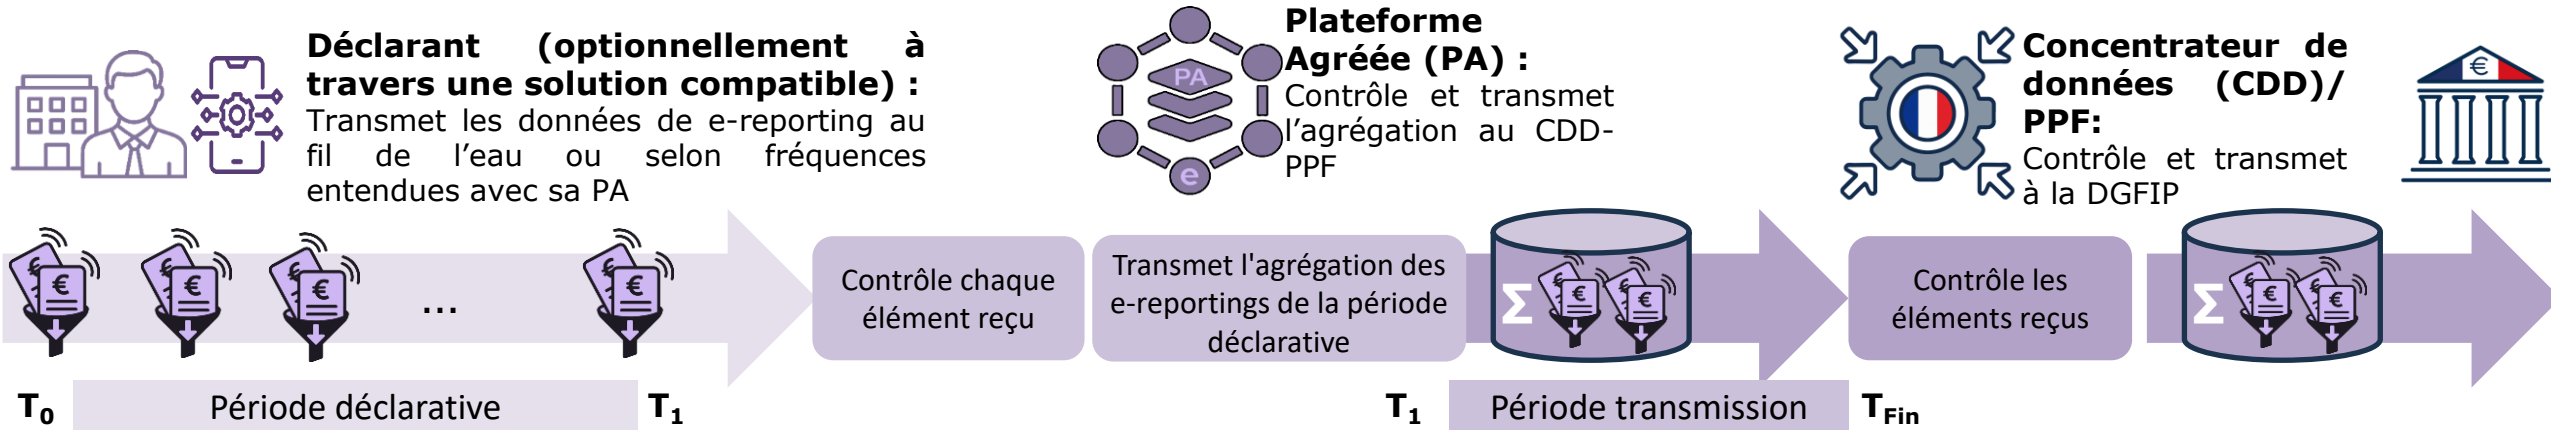 Déclarant (optionnellement à
travers une solution compatible) :
Transmet les données de e-reporting au
fil de l’eau ou selon fréquences
entendues avec sa PA
PA
e
Plateforme
Agréée (PA) :
Contrôle et transmet
l’agrégation au CDD-
PPF
Concentrateur de
données (CDD)/
PPF:
Contrôle et transmet
à la DGFIP
€
€ €
€ €
€ €
...
€ €
Contrôle chaque
élément reçu
Transmet l'agrégation des
e-reportings de la période
déclarative
Σ € € € €
Contrôle les
éléments reçus
Σ € € € €
T0
Période déclarative
T1
T1
Période transmission
TFin